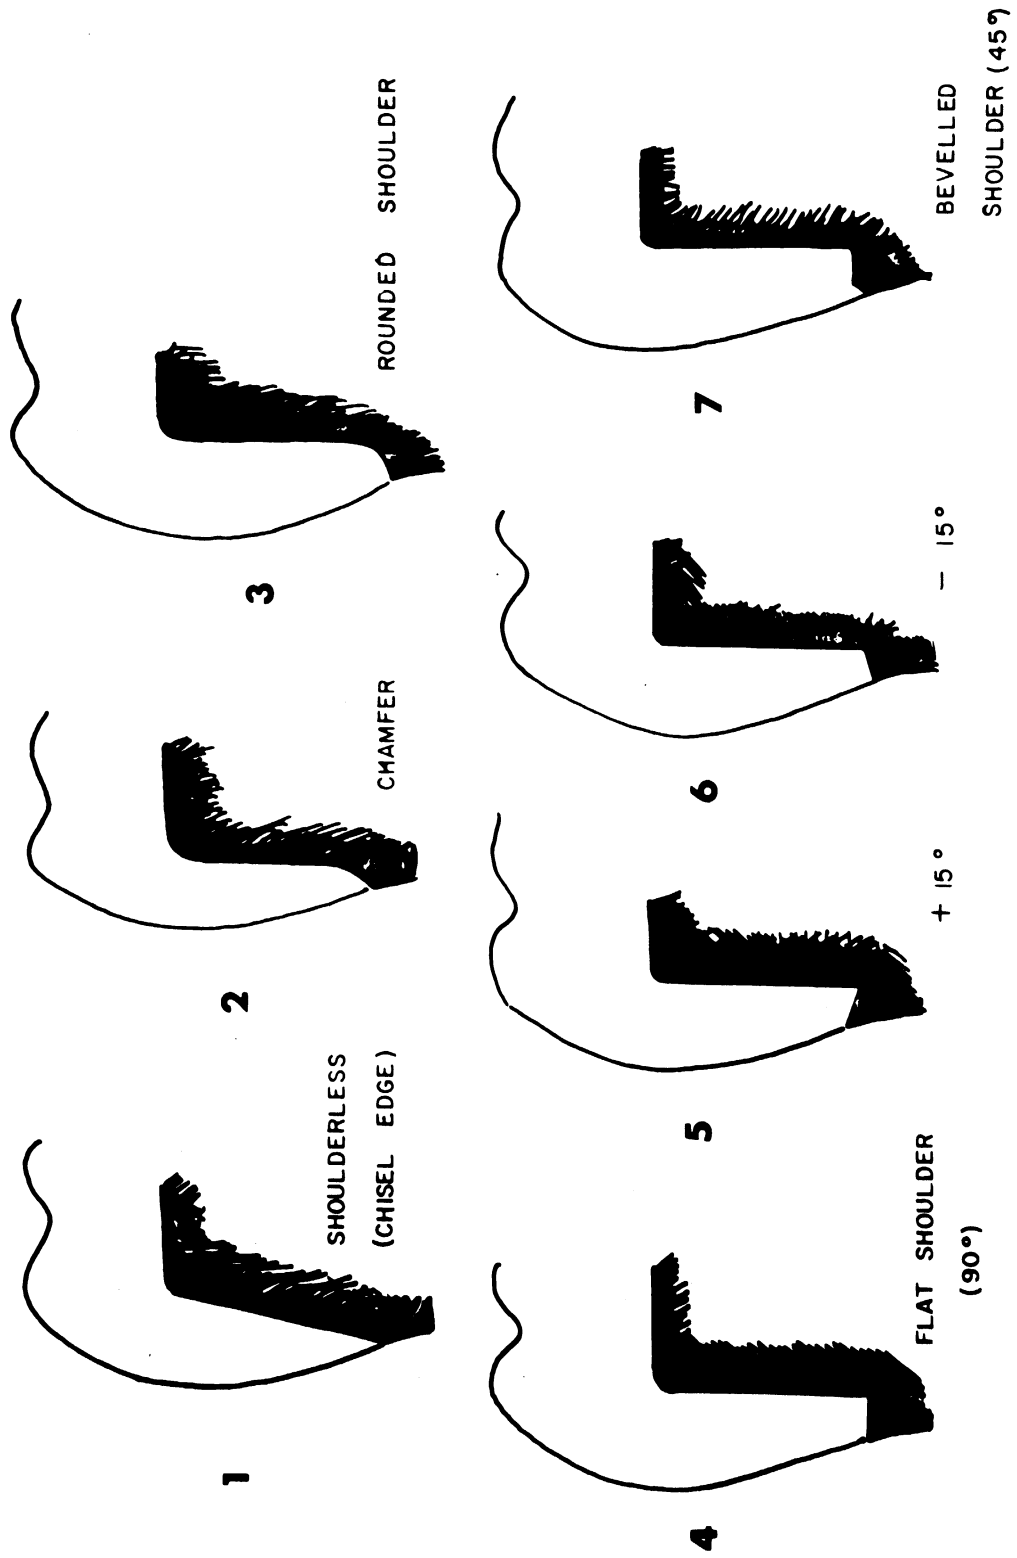 1
SHOULDERLESS
(CHISEL EDGE)
2
CHAMFER
3
ROUNDED SHOULDER
4
FLAT SHOULDER
(90°)
5
+ 15°
6
- 15°
7
BEVELLED
SHOULDER (45°)